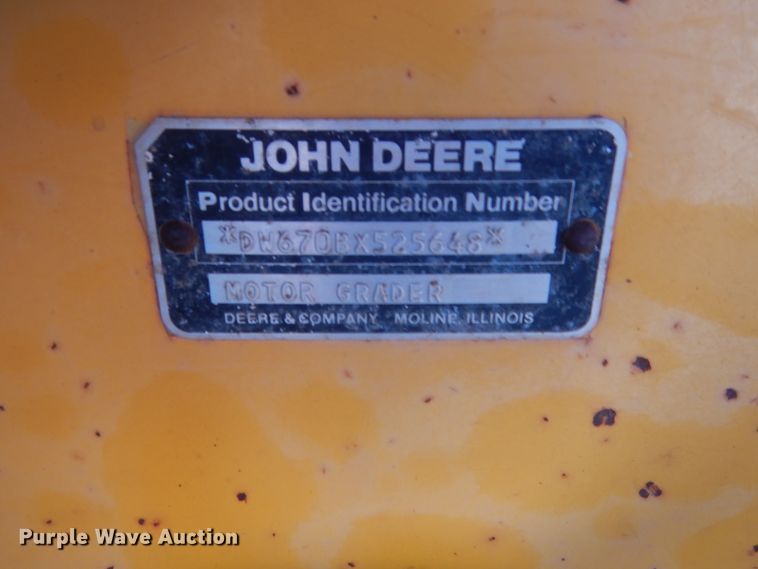 JOHN DEERE
Product Identification Number
*DW670BX525648*
MOTOR GRADER
DEERE & COMPANY MOLINE, ILLINOIS
Purple Wave Auction